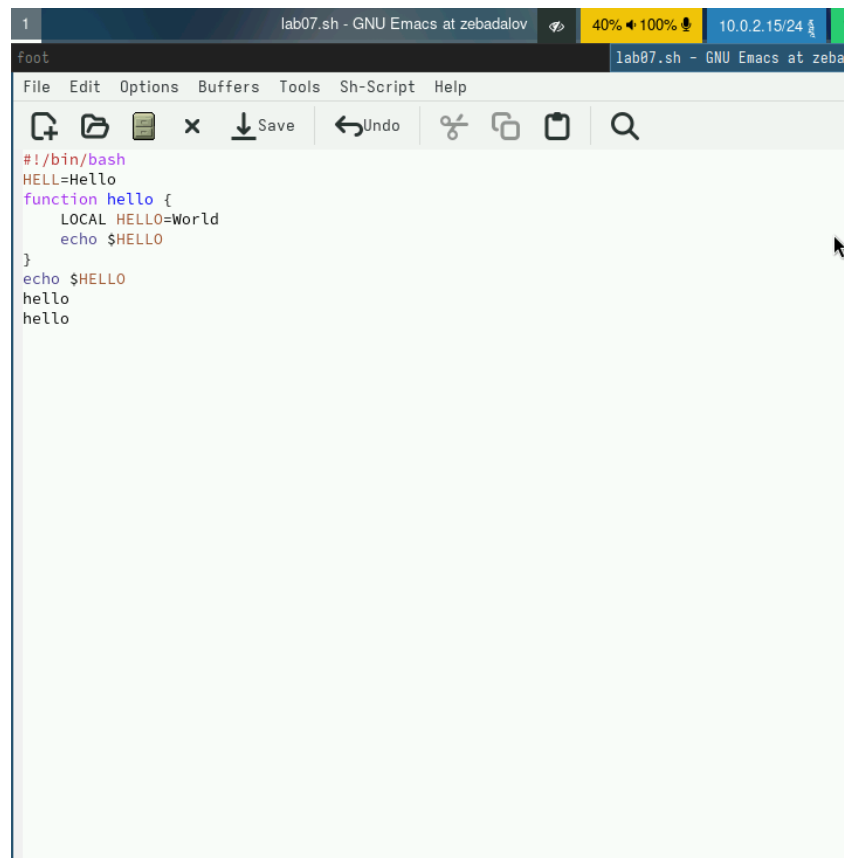 1 lab07.sh - GNU Emacs at zebadalov 40% 100% 10.0.2.15/24
foot lab07.sh - GNU Emacs at zeba
File Edit Options Buffers Tools Sh-Script Help
Save Undo
#!/bin/bash
HELL=Hello
function hello {
    LOCAL HELLO=World
    echo $HELLO
}
echo $HELLO
hello
hello